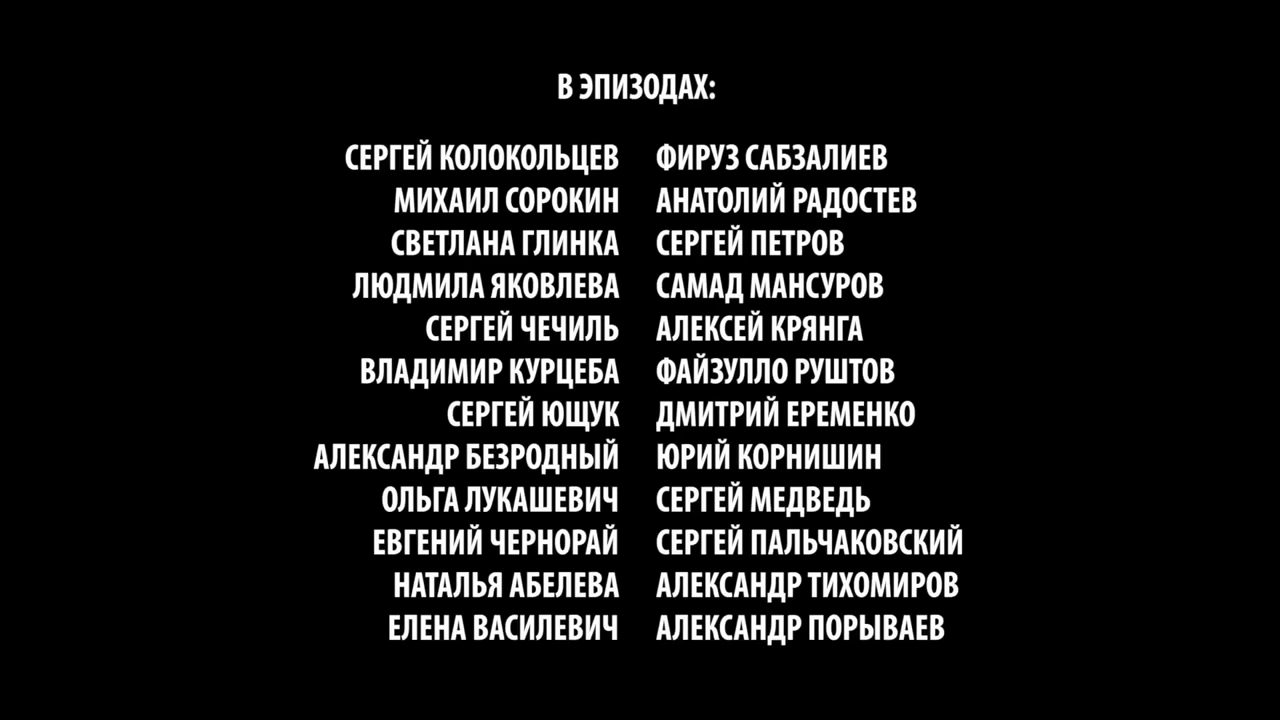 В ЭПИЗОДАХ:
СЕРГЕЙ КОЛОКОЛЬЦЕВ ФИРУЗ САБЗАЛИЕВ
МИХАИЛ СОРОКИН АНАТОЛИЙ РАДОСТЕВ
СВЕТЛАНА ГЛИНКА СЕРГЕЙ ПЕТРОВ
ЛЮДМИЛА ЯКОВЛЕВА САМАД МАНСУРОВ
СЕРГЕЙ ЧЕЧИЛЬ АЛЕКСЕЙ КРЯНГА
ВЛАДИМИР КУРЦЕБА ФАЙЗУЛЛО РУШТОВ
СЕРГЕЙ ЮЩУК ДМИТРИЙ ЕРЕМЕНКО
АЛЕКСАНДР БЕЗРОДНЫЙ ЮРИЙ КОРНИШИН
ОЛЬГА ЛУКАШЕВИЧ СЕРГЕЙ МЕДВЕДЬ
ЕВГЕНИЙ ЧЕРНОРАЙ СЕРГЕЙ ПАЛЬЧАКОВСКИЙ
НАТАЛЬЯ АБЕЛЕВА АЛЕКСАНДР ТИХОМИРОВ
ЕЛЕНА ВАСИЛЕВИЧ АЛЕКСАНДР ПОРЫВАЕВ